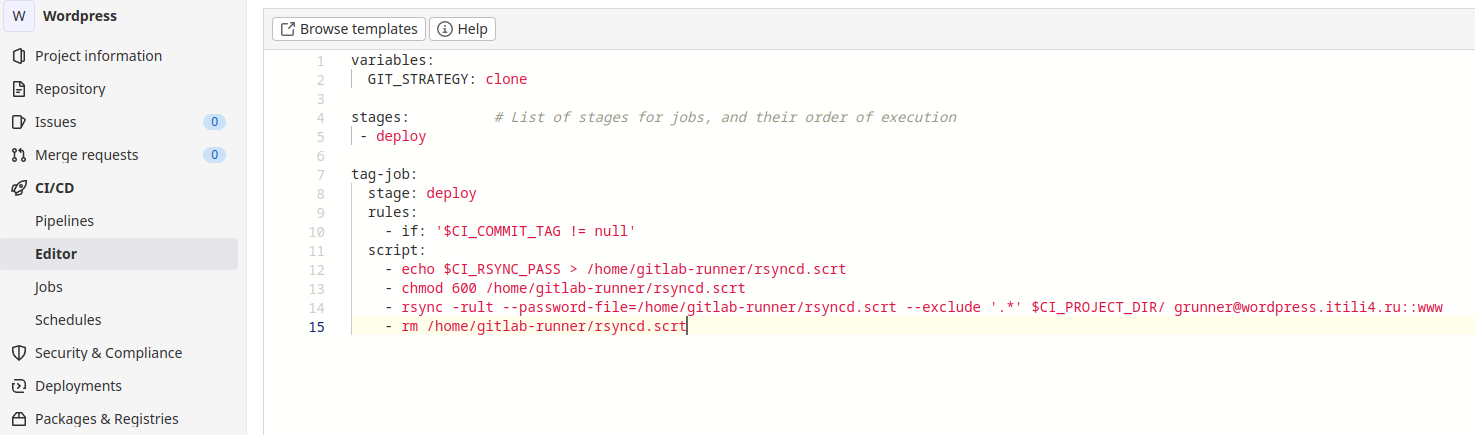 W Wordpress
Project information
Repository
Issues 0
Merge requests 0
CI/CD
Pipelines
Editor
Jobs
Schedules
Security & Compliance
Deployments
Packages & Registries
Browse templates Help
1 variables:
2 GIT_STRATEGY: clone
3
4 stages: # List of stages for jobs, and their order of execution
5 - deploy
6
7 tag-job:
8 stage: deploy
9 rules:
10 - if: '$CI_COMMIT_TAG != null'
11 script:
12 - echo $CI_RSYNC_PASS > /home/gitlab-runner/rsyncd.scrt
13 - chmod 600 /home/gitlab-runner/rsyncd.scrt
14 - rsync -rult --password-file=/home/gitlab-runner/rsyncd.scrt --exclude '.*' $CI_PROJECT_DIR/ grunner@wordpress.itili4.ru::www
15 - rm /home/gitlab-runner/rsyncd.scrt